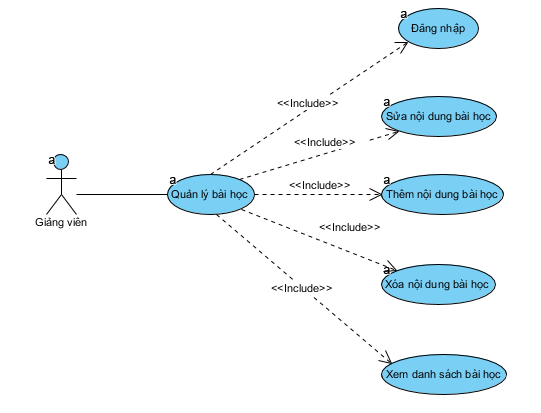 a
Đăng nhập
<<Include>>
a
Sửa nội dung bài học
<<Include>>
a
Giảng viên
a
Quản lý bài học
<<Include>>
a
Thêm nội dung bài học
<<Include>>
a
Xóa nội dung bài học
<<Include>>
Xem danh sách bài học